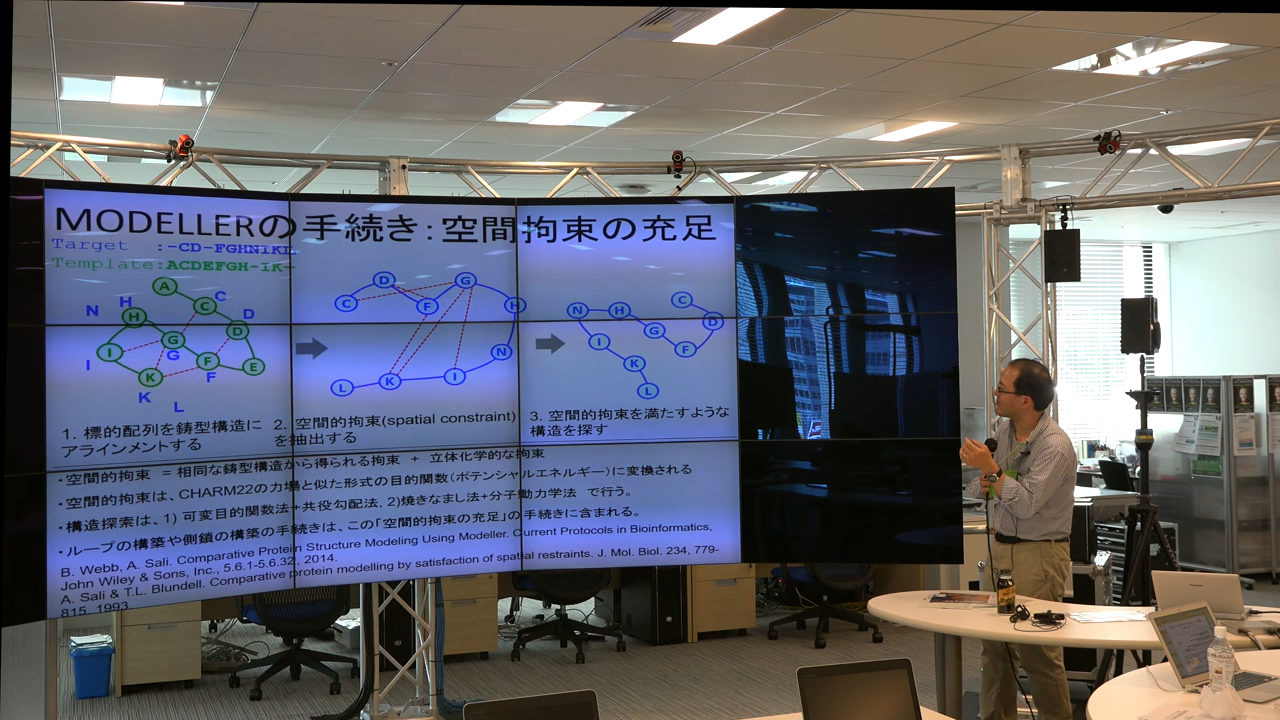 MODELLERの手続き：空間拘束の充足
Target :-CD-FGHNIKL
Template:ACDEFGH-IK-
A
C
C
H
H
N
D
D
G
G
I
I
F
F
E
K
K
L
D
G
C
F
H
N
L
K
I
N
H
C
G
D
I
F
K
L
1. 標的配列を鋳型構造に
アラインメントする
2. 空間的拘束(spatial constraint)
を抽出する
3. 空間的拘束を満たすような
構造を探す
・空間的拘束 = 相同な鋳型構造から得られる拘束 + 立体化学的な拘束
・空間的拘束は、CHARM22の力場と似た形式の目的関数(ポテンシャルエネルギー)に変換される
・構造探索は、1) 可変目的関数法+共役勾配法、2)焼きなまし法+分子動力学法 で行う。
・ループの構築や側鎖の構築の手続きは、この「空間的拘束の充足」の手続きに含まれる。
B. Webb, A. Sali. Comparative Protein Structure Modeling Using Modeller. Current Protocols in Bioinformatics,
John Wiley & Sons, Inc., 5.6.1-5.6.32, 2014.
A. Sali & T.L. Blundell. Comparative protein modelling by satisfaction of spatial restraints. J. Mol. Biol. 234, 779-
815, 1993.